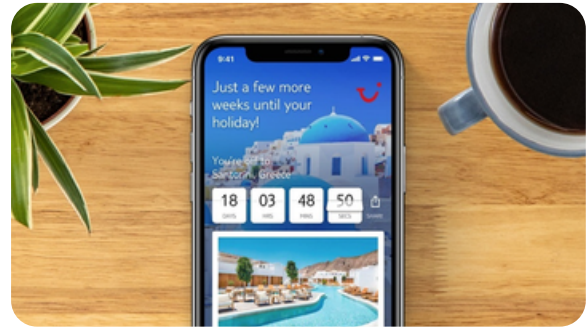 9:41
Just a few more
weeks until your
holiday!
You're off to
Santorini, Greece
18 03 48 50
DAYS HRS MINS SECS SHARE